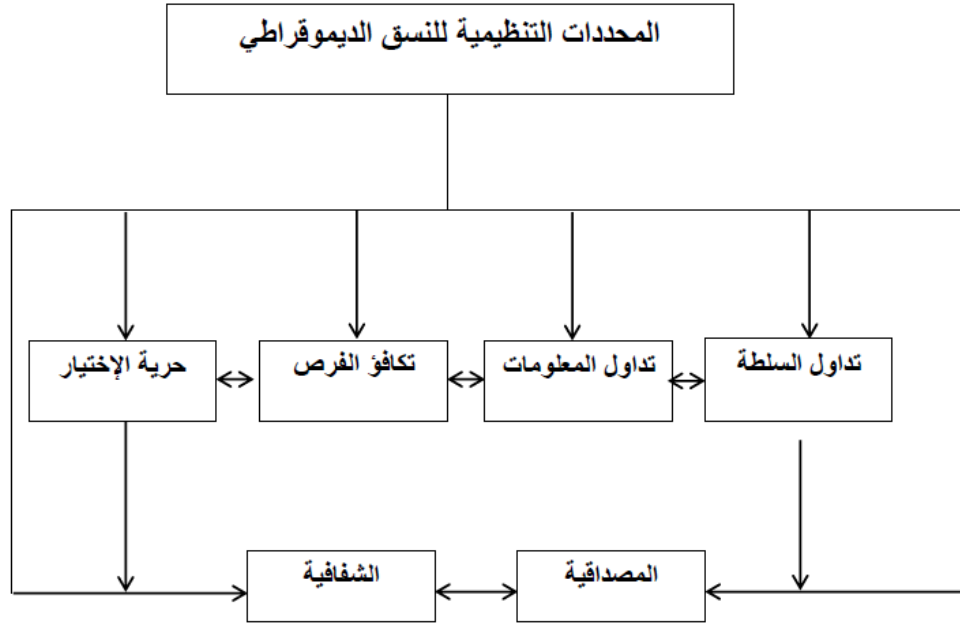 المحددات التنظيمية للنسق الديموقراطي
تداول السلطة
تداول المعلومات
تكافؤ الفرص
حرية الإختيار
المصداقية
الشفافية